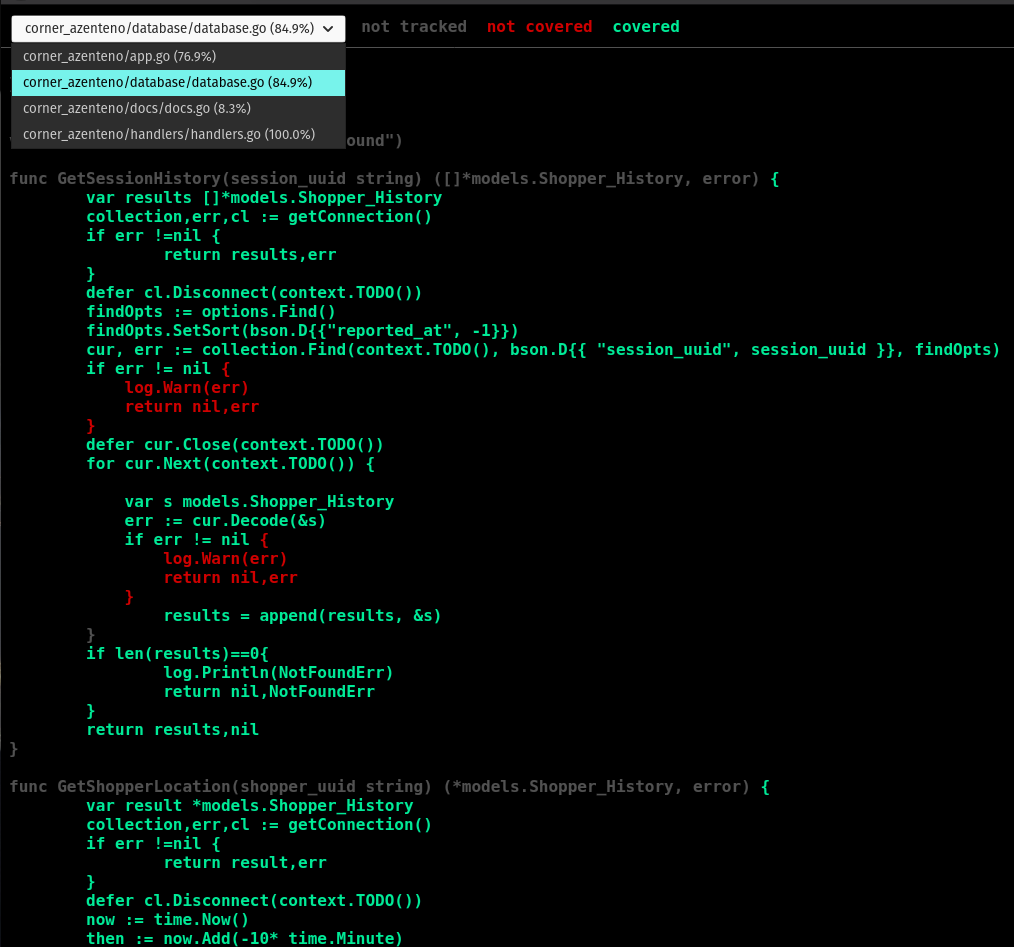 corner_azenteno/database/database.go (84.9%) not tracked not covered covered
corner_azenteno/app.go (76.9%)
corner_azenteno/database/database.go (84.9%)
corner_azenteno/docs/docs.go (8.3%)
corner_azenteno/handlers/handlers.go (100.0%)
ound")
func GetSessionHistory(session_uuid string) ([]*models.Shopper_History, error) {
var results []*models.Shopper_History
collection,err,cl := getConnection()
if err !=nil {
return results,err
}
defer cl.Disconnect(context.TODO())
findOpts := options.Find()
findOpts.SetSort(bson.D{{"reported_at", -1}})
cur, err := collection.Find(context.TODO(), bson.D{{ "session_uuid", session_uuid }}, findOpts)
if err != nil {
log.Warn(err)
return nil,err
}
defer cur.Close(context.TODO())
for cur.Next(context.TODO()) {
var s models.Shopper_History
err := cur.Decode(&s)
if err != nil {
log.Warn(err)
return nil,err
}
results = append(results, &s)
}
if len(results)==0{
log.Println(NotFoundErr)
return nil,NotFoundErr
}
return results,nil
}
func GetShopperLocation(shopper_uuid string) (*models.Shopper_History, error) {
var result *models.Shopper_History
collection,err,cl := getConnection()
if err !=nil {
return result,err
}
defer cl.Disconnect(context.TODO())
now := time.Now()
then := now.Add(-10* time.Minute)